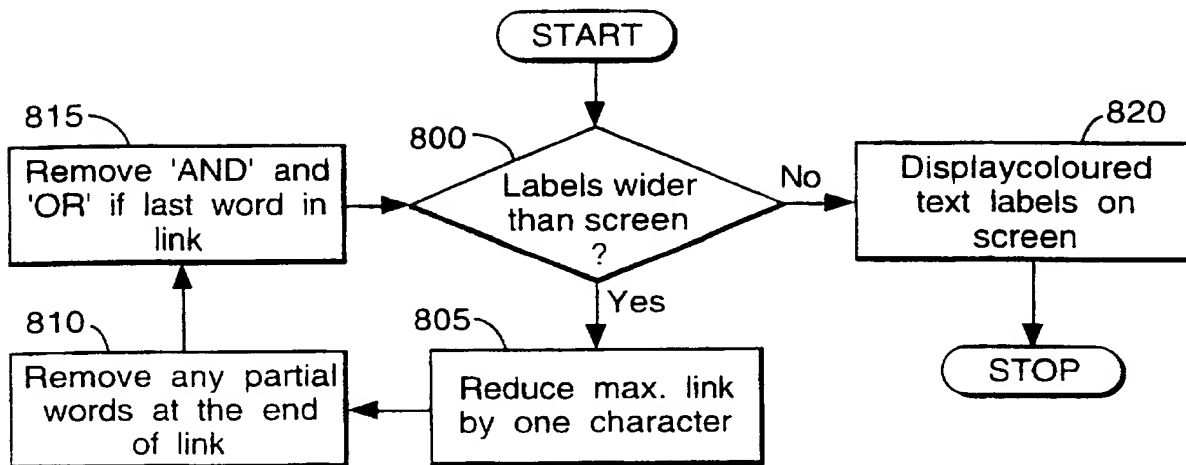 START
815
Remove 'AND' and
'OR' if last word in
link
800
Labels wider
than screen
?
No
820
Displaycoloured
text labels on
screen
Yes
810
Remove any partial
words at the end
of link
805
Reduce max. link
by one character
STOP